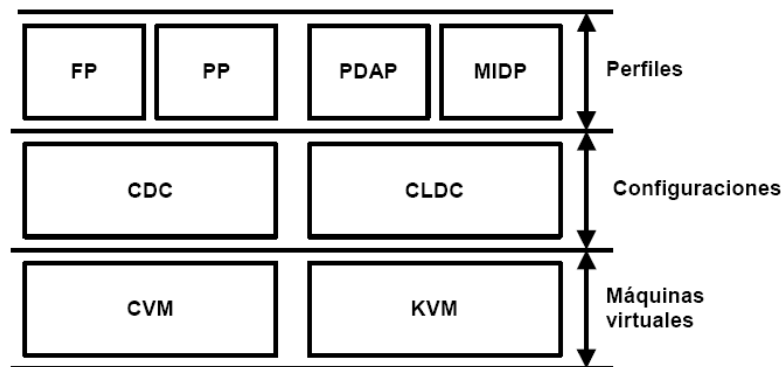 FP PP PDAP MIDP Perfiles
CDC CLDC Configuraciones
CVM KVM Máquinas
virtuales